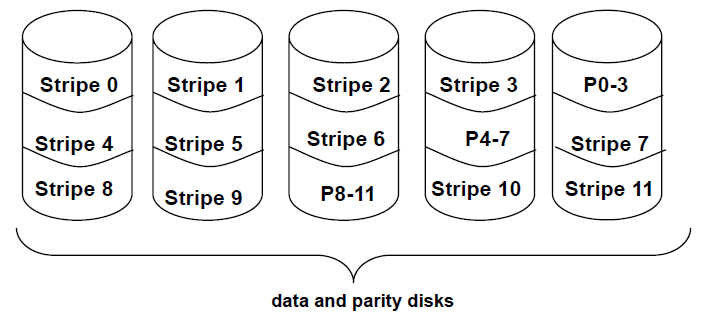 Stripe 0 Stripe 1 Stripe 2 Stripe 3 P0-3
Stripe 4 Stripe 5 Stripe 6 P4-7 Stripe 7
Stripe 8 Stripe 9 P8-11 Stripe 10 Stripe 11
data and parity disks